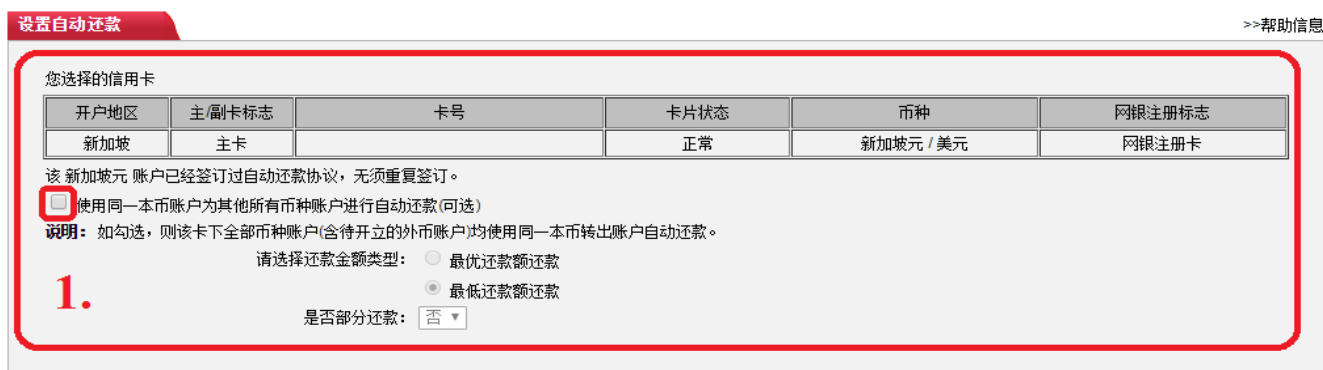 设置自动还款 >>帮助信息
您选择的信用卡
开户地区 主/副卡标志 卡号 卡片状态 币种 网银注册标志
新加坡 主卡 正常 新加坡元 / 美元 网银注册卡
该 新加坡元 账户已经签订过自动还款协议，无须重复签订。
使用同一本币账户为其他所有币种账户进行自动还款(可选)
说明：如勾选，则该卡下全部币种账户(含待开立的外币账户)均使用同一本币转出账户自动还款。
请选择还款金额类型： 最优还款额还款
最低还款额还款
1.
是否部分还款： 否